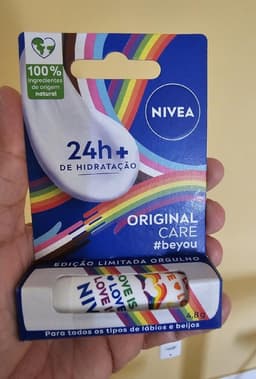 100%
ingredientes
de origem
natural
NIVEA
24h+
DE HIDRATAÇÃO
ORIGINAL
CARE
#beyou
EDIÇÃO LIMITADA ORGULHO
LOVE IS
LOVE
NIV
4,8g
Para todos os tipos de lábios e beijos